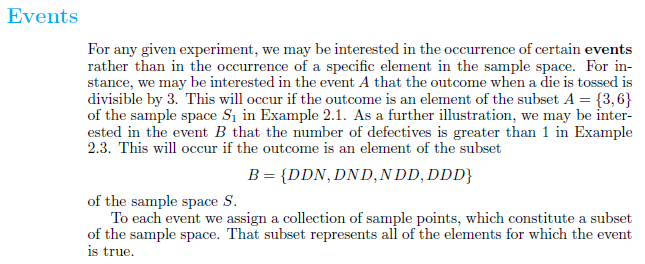 Events
For any given experiment, we may be interested in the occurrence of certain events
rather than in the occurrence of a specific element in the sample space. For in-
stance, we may be interested in the event A that the outcome when a die is tossed is
divisible by 3. This will occur if the outcome is an element of the subset A = {3, 6}
of the sample space S₁ in Example 2.1. As a further illustration, we may be inter-
ested in the event B that the number of defectives is greater than 1 in Example
2.3. This will occur if the outcome is an element of the subset
B = {DDN, DND, NDD, DDD}
of the sample space S.
To each event we assign a collection of sample points, which constitute a subset
of the sample space. That subset represents all of the elements for which the event
is true.